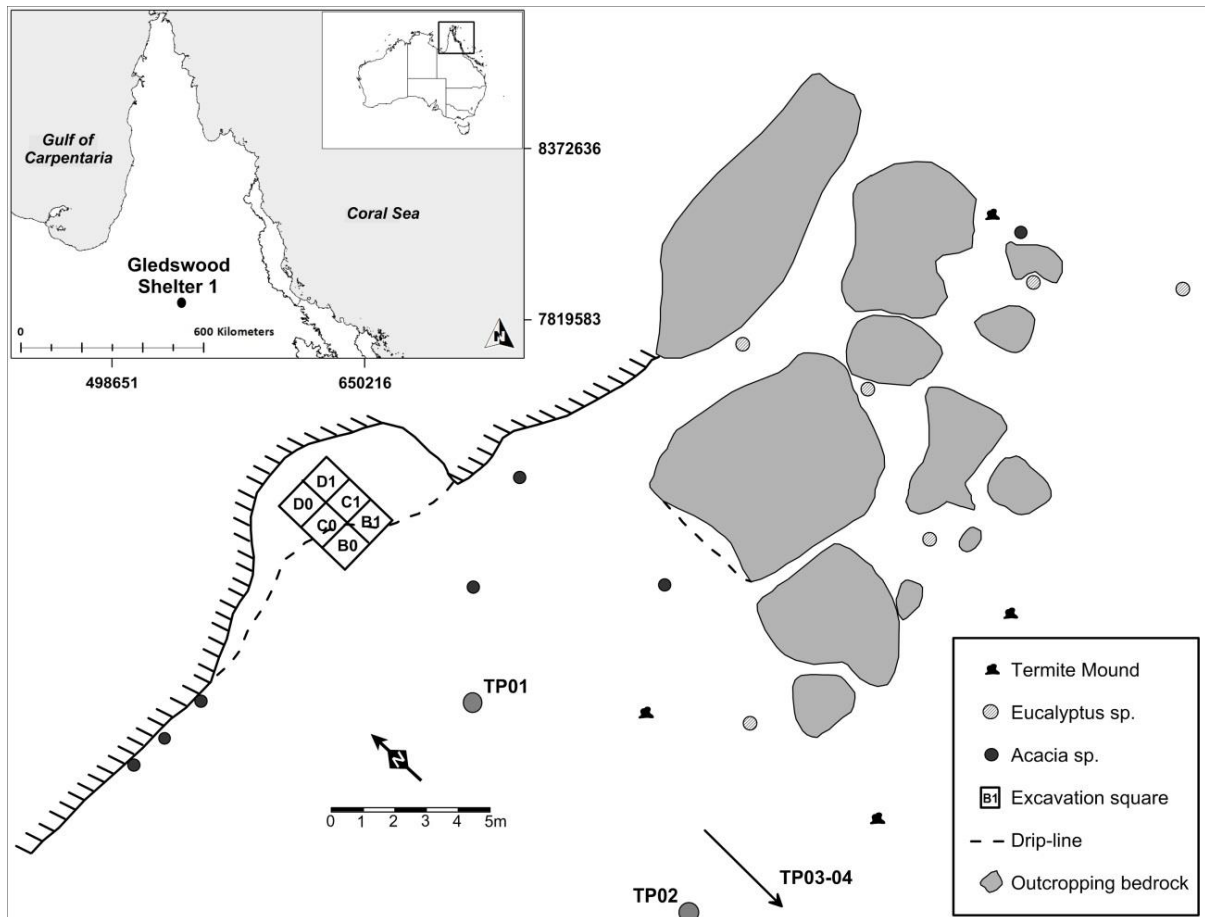 Gulf of
Carpentaria
Coral Sea
Gledswood
Shelter 1
0
600 Kilometers
N
8372636
7819583
498651
650216
D1
D0
C1
C0
B1
B0
TP01
N
0 1 2 3 4 5m
TP02
TP03-04
Termite Mound
Eucalyptus sp.
Acacia sp.
B1 Excavation square
Drip-line
Outcropping bedrock